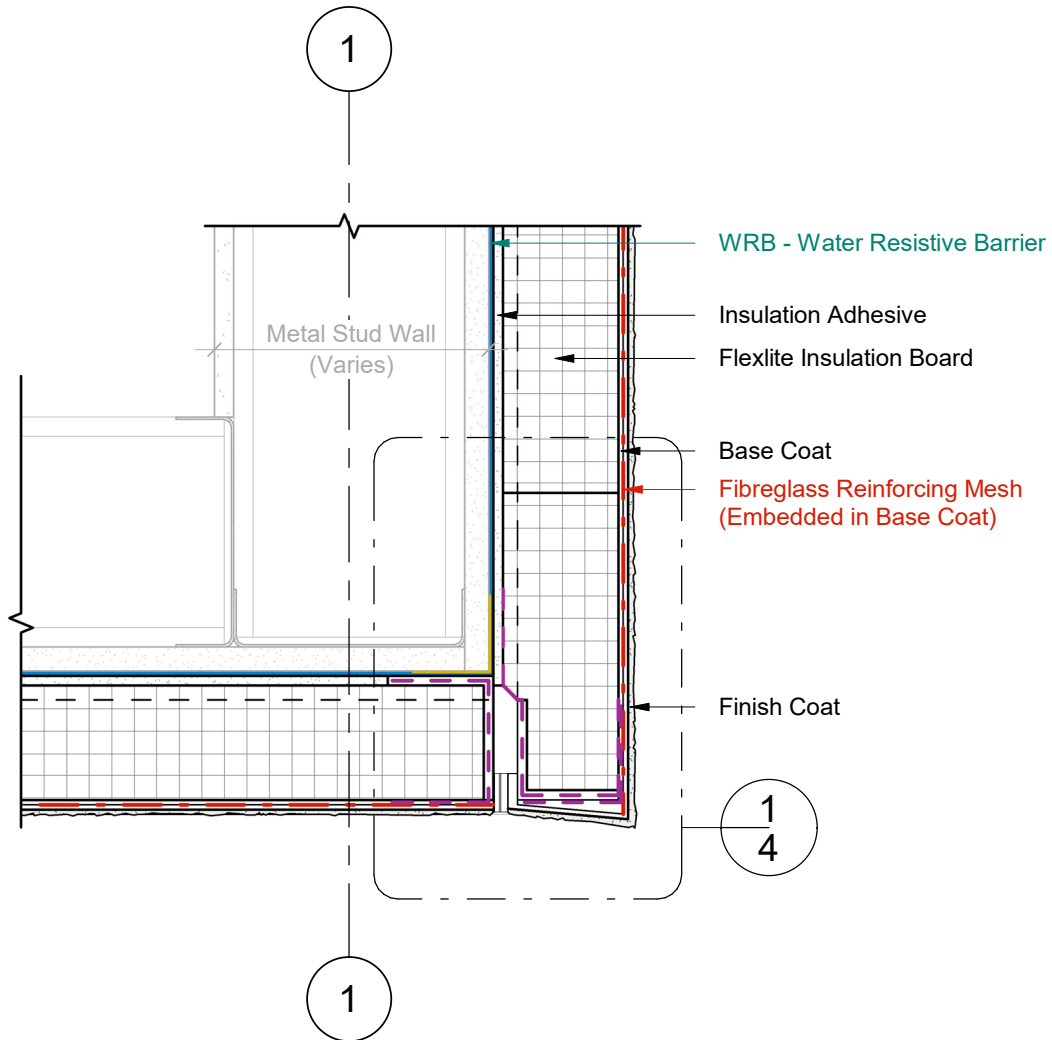 1
WRB - Water Resistive Barrier
Insulation Adhesive
Metal Stud Wall
(Varies)
Flexlite Insulation Board
Base Coat
Fibreglass Reinforcing Mesh
(Embedded in Base Coat)
Finish Coat
1
4
1